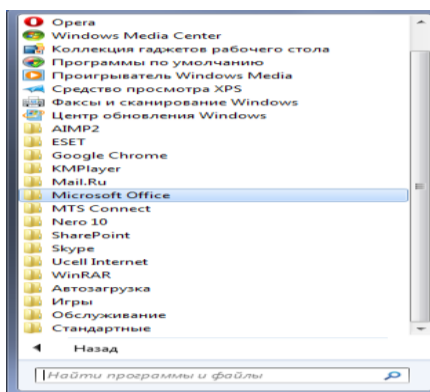 Opera
Windows Media Center
Коллекция гаджетов рабочего стола
Программы по умолчанию
Проигрыватель Windows Media
Средство просмотра XPS
Факсы и сканирование Windows
Центр обновления Windows
AIMP2
ESET
Google Chrome
KMPlayer
Mail.Ru
Microsoft Office
MTS Connect
Nero 10
SharePoint
Skype
Ucell Internet
WinRAR
Автозагрузка
Игры
Обслуживание
Стандартные
Назад
Найти программы и файлы